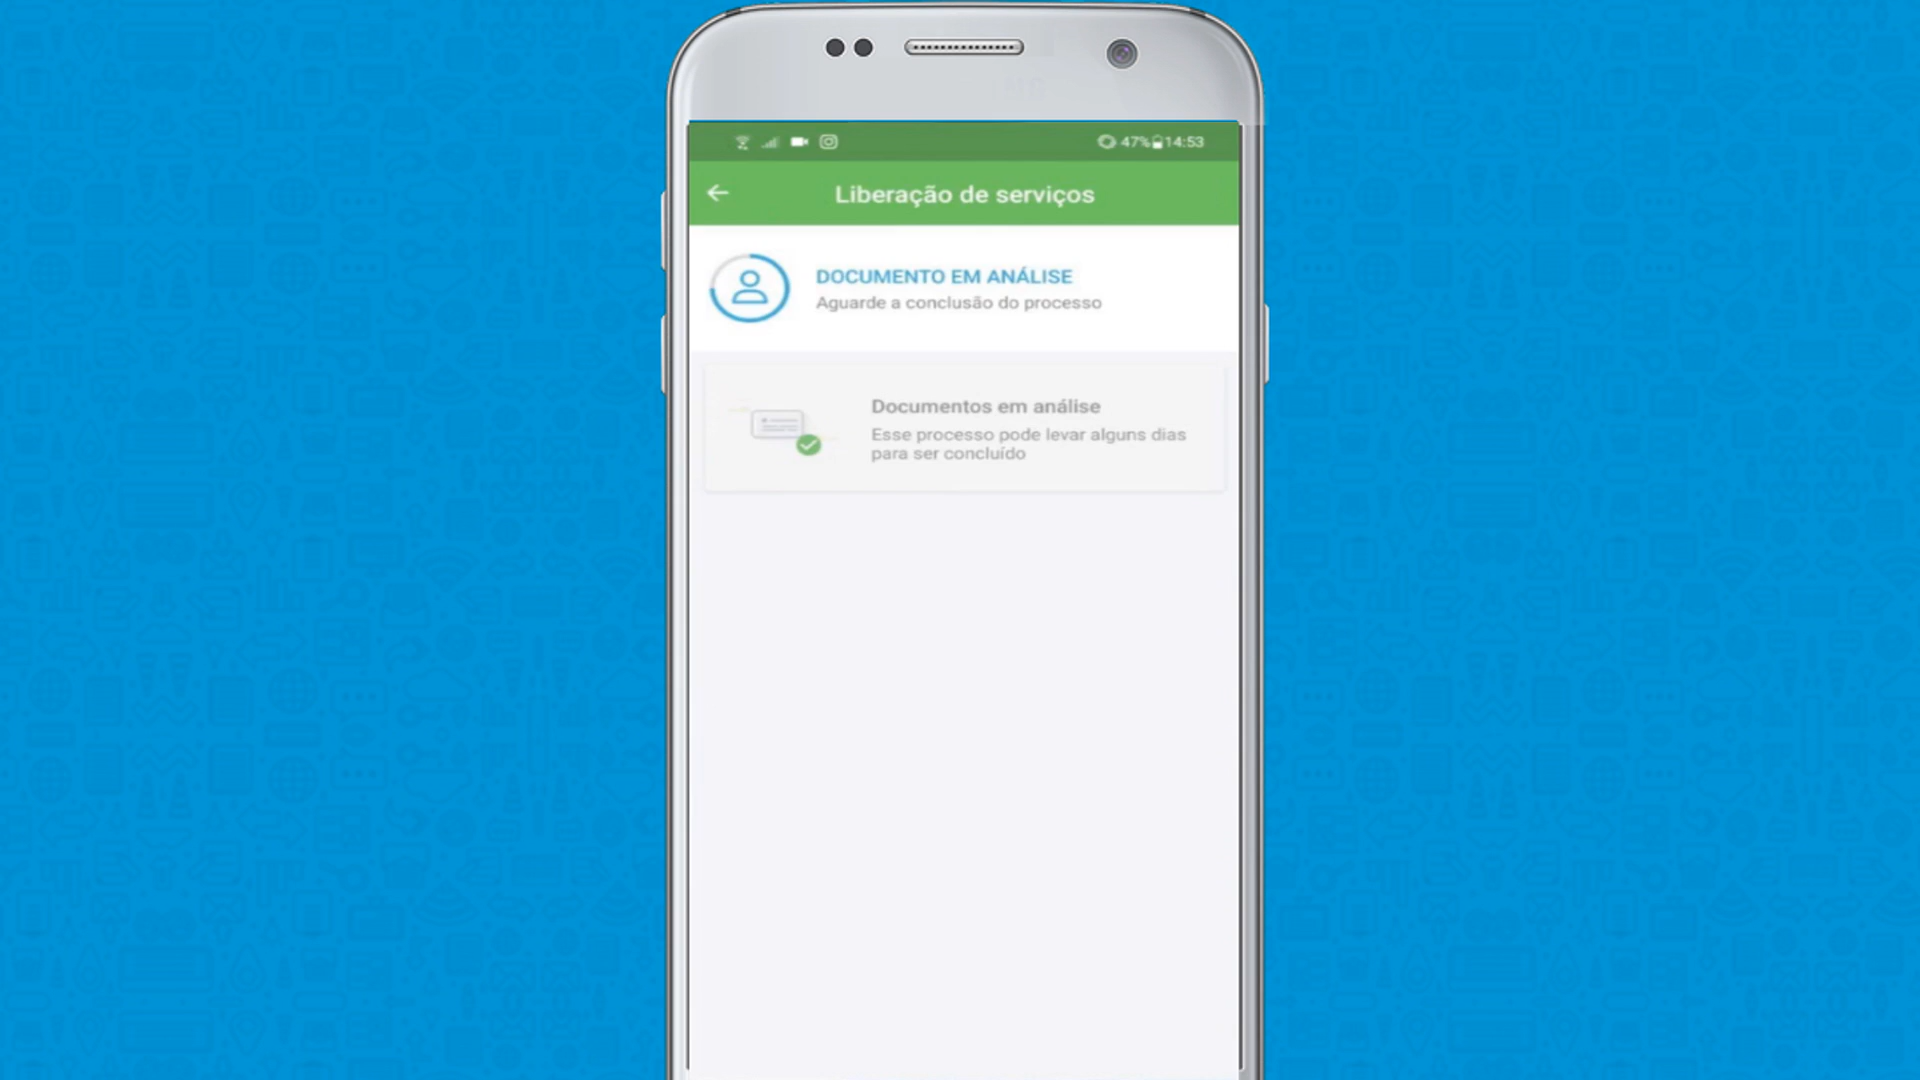 47% 14:53
Liberação de serviços
DOCUMENTO EM ANÁLISE
Aguarde a conclusão do processo
Documentos em análise
Esse processo pode levar alguns dias
para ser concluído